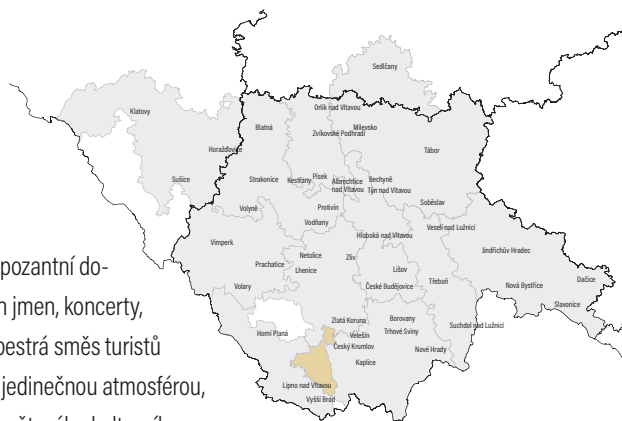 Sedlčany
Klatovy
Orlík nad Vltavou
Blatná
Milevsko
Zvíkovské Podhradí
Horažďovice
Tábor
Sušice
Strakonice
Kestřany
Písek
Albrechtice
nad Vltavou
Bechyně
Týn nad Vltavou
Soběslav
Volyně
Protivín
Vodňany
Veselí nad Lužnicí
Vimperk
Hluboká nad Vltavou
Jindřichův Hradec
Prachatice
Netolice
Lhenice
Zliv
Lišov
Dačice
Volary
České Budějovice
Třeboň
Nová Bystřice
Slavonice
Zlatá Koruna
Borovany
Suchdol nad Lužnicí
Horní Planá
Velešín
Trhové Sviny
Český Krumlov
Nové Hrady
Kaplice
Lipno nad Vltavou
Vyšší Brod
pozantní do-
jmen, koncerty,
pestrá směs turistů
jedinečnou atmosférou,